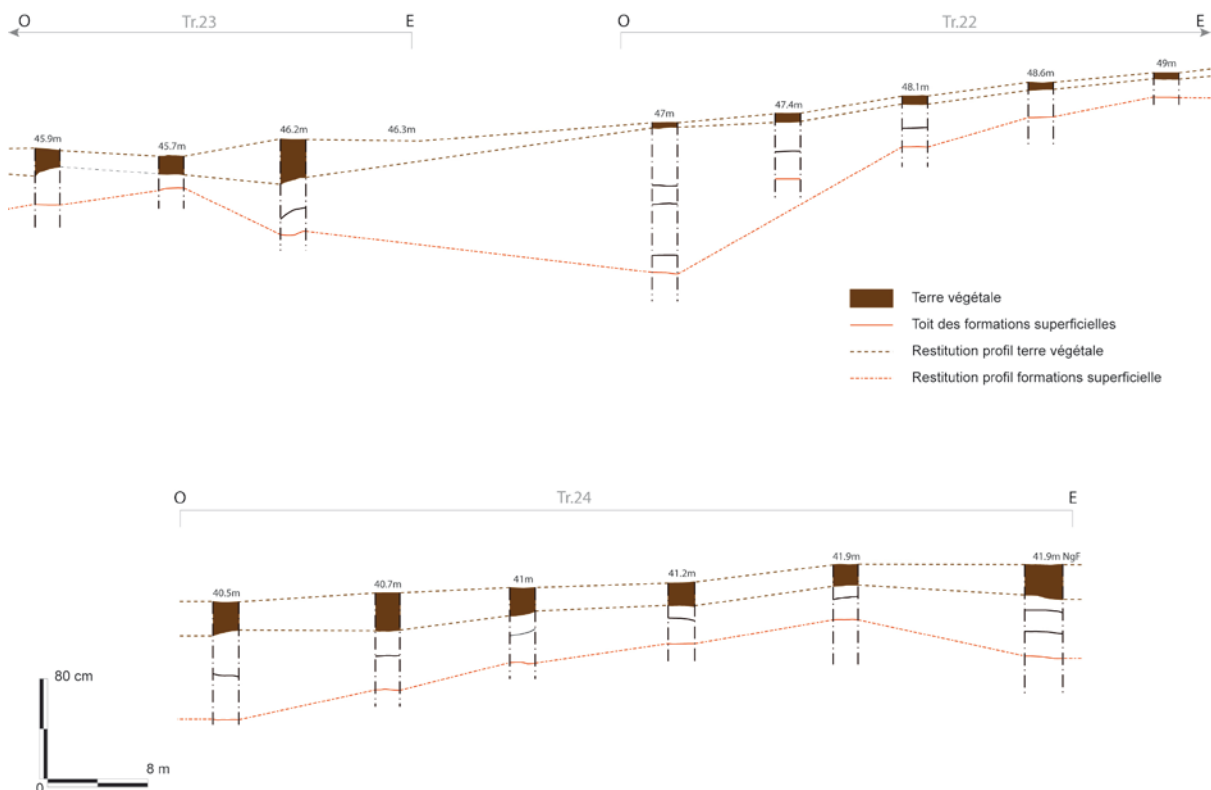 O Tr.23 E
O Tr.22 E
45.9m
45.7m
46.2m
46.3m
47m
47.4m
48.1m
48.6m
49m
Terre végétale
Toit des formations superficielles
Restitution profil terre végétale
Restitution profil formations superficielle
O Tr.24 E
40.5m
40.7m
41m
41.2m
41.9m
41.9m NgF
80 cm
8 m
0